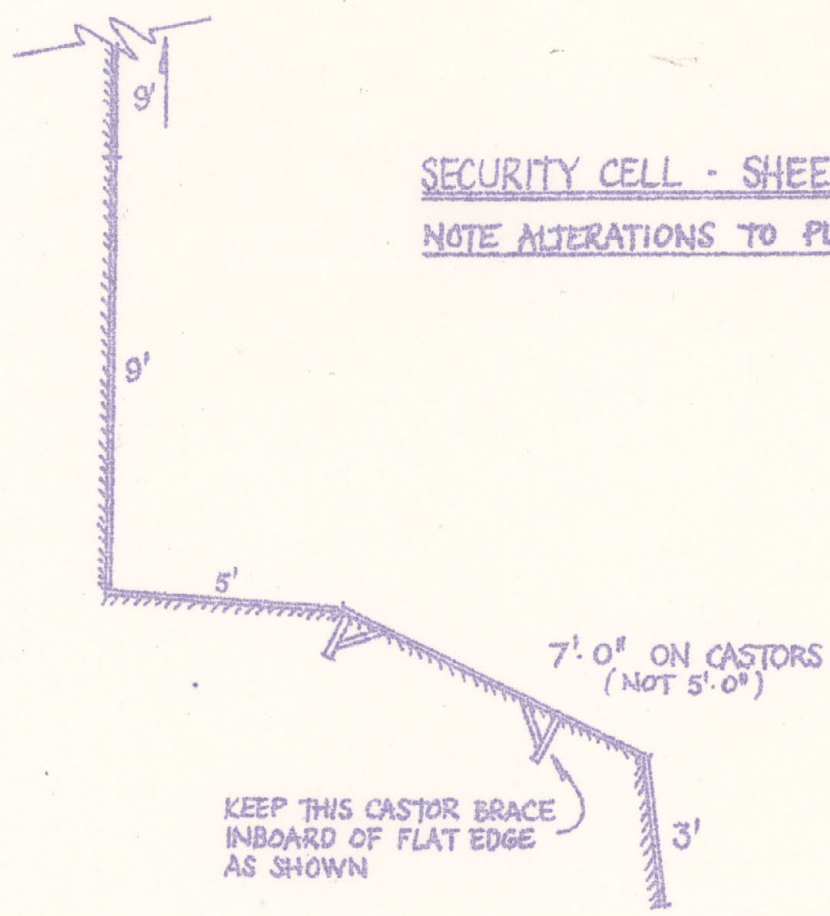 9'
SECURITY CELL - SHEE
NOTE ALTERATIONS TO PL
9'
5'
7'-0" ON CASTORS
(NOT 5'-0")
KEEP THIS CASTOR BRACE
INBOARD OF FLAT EDGE
AS SHOWN
3'